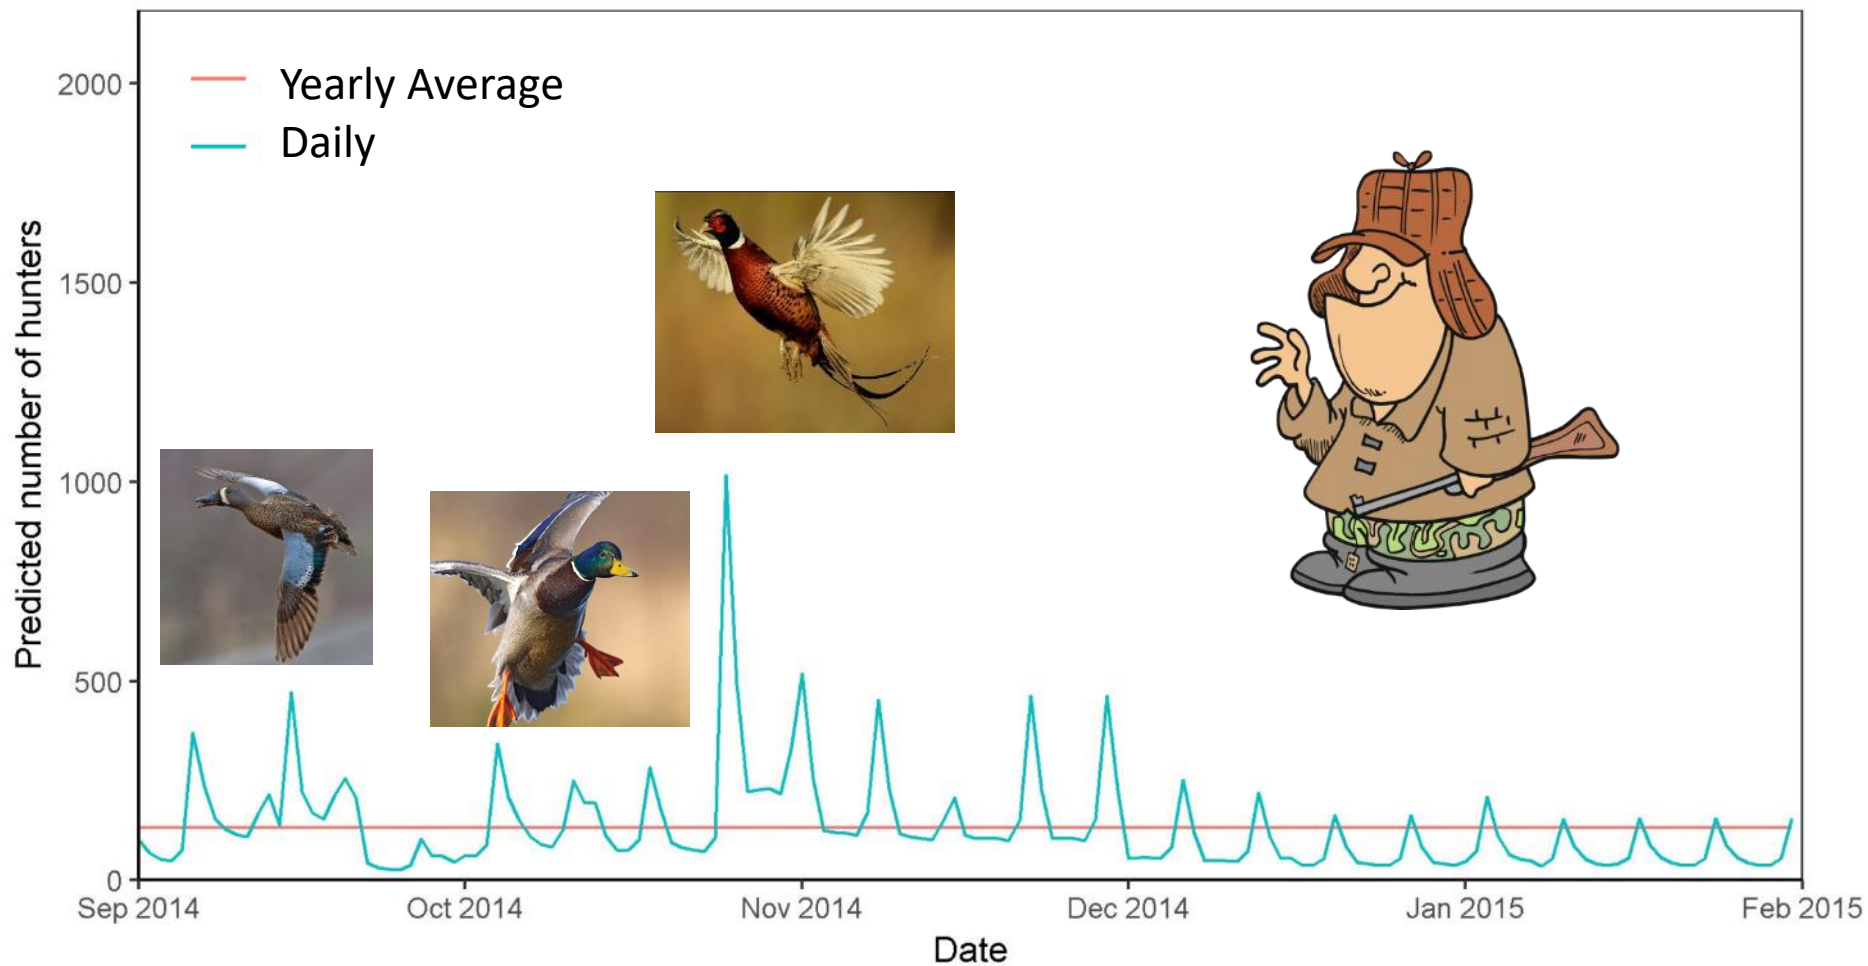 Yearly Average
Daily
2000
1500
1000
500
0
Predicted number of hunters
Sep 2014
Oct 2014
Nov 2014
Dec 2014
Jan 2015
Feb 2015
Date